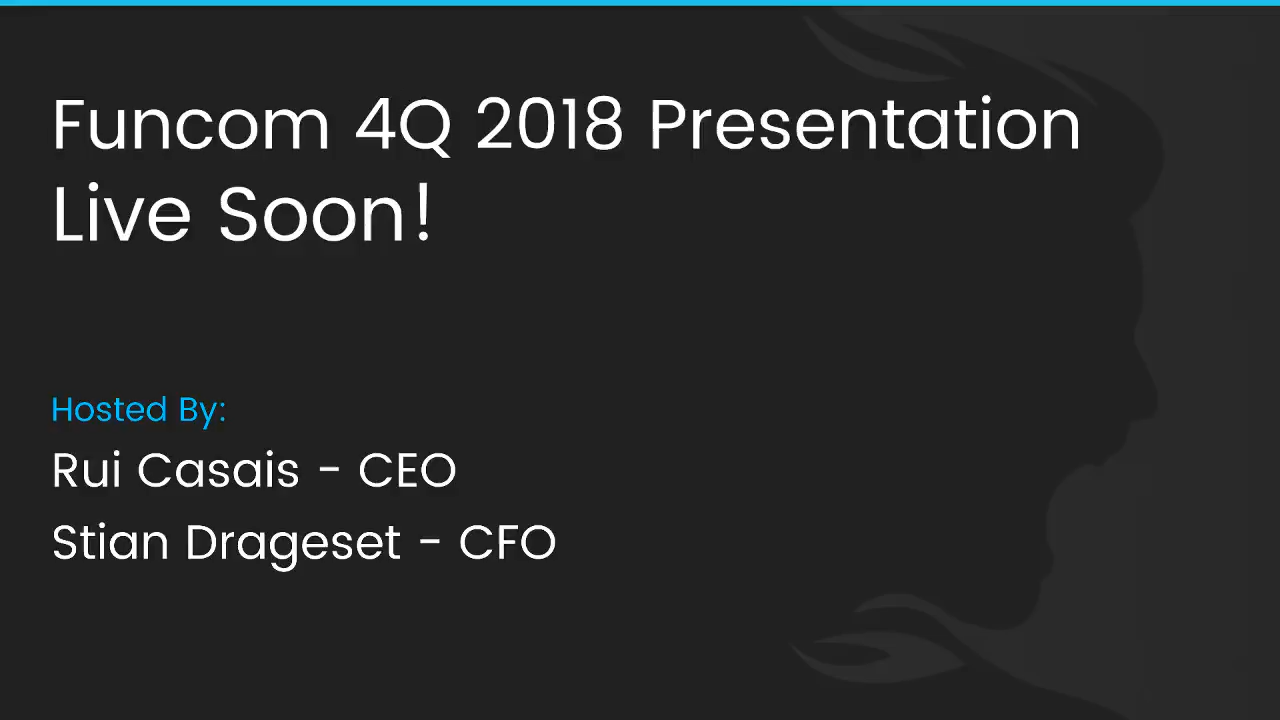 Funcom 4Q 2018 Presentation
Live Soon!
Hosted By:
Rui Casais - CEO
Stian Drageset - CFO